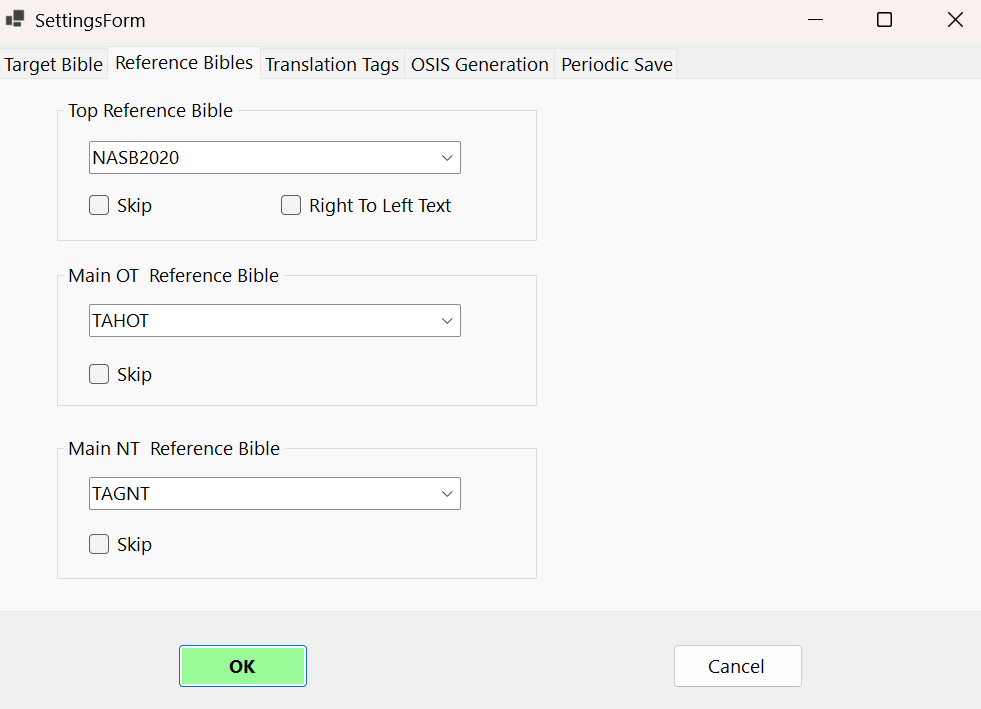 SettingsForm
Target Bible Reference Bibles Translation Tags OSIS Generation Periodic Save
Top Reference Bible
NASB2020
Skip Right To Left Text
Main OT  Reference Bible
TAHOT
Skip
Main NT  Reference Bible
TAGNT
Skip
OK Cancel